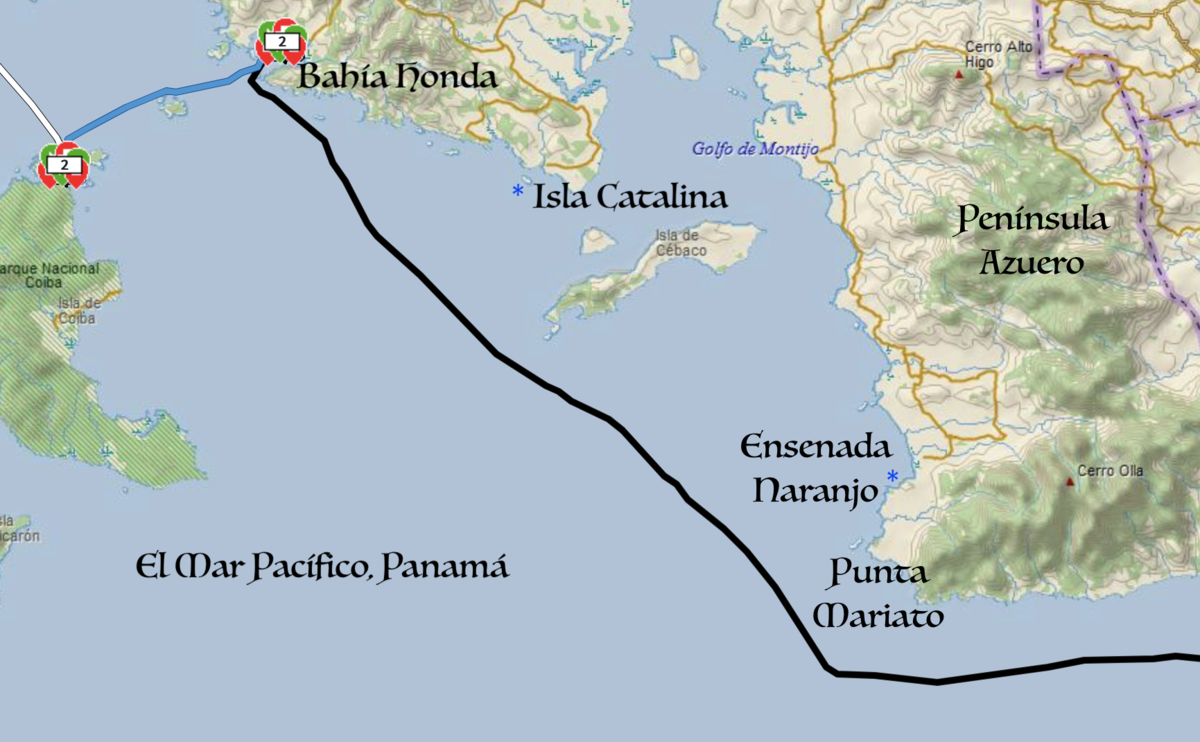 2
Bahía Honda
Cerro Alto
Higo
Golfo de Montijo
2
* Isla Catalina
Península
Azuero
Isla de
Cébaco
arque Nacional
Coiba
Isla de
Coiba
Ensenada
Naranjo *
Cerro Olla
sla
icarón
El Mar Pacífico, Panamá
Punta
Mariato